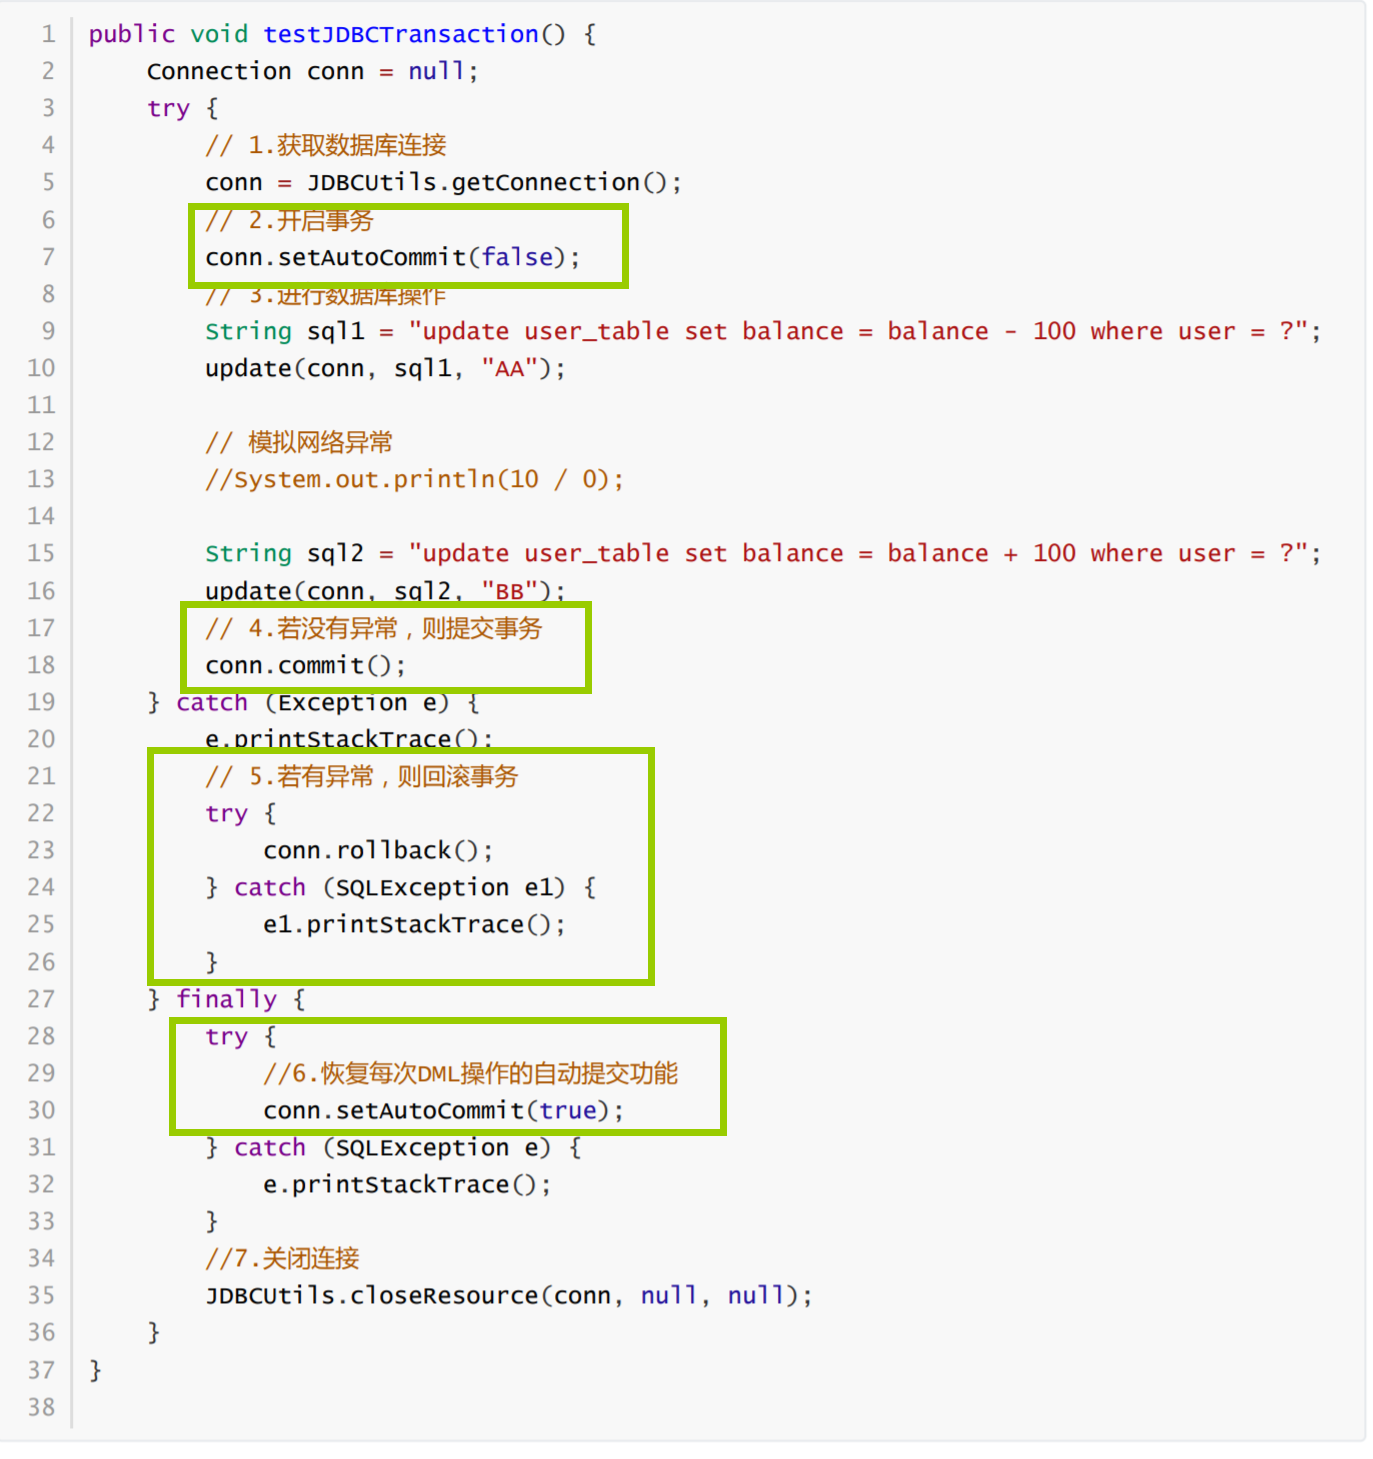 1 public void testJDBCTransaction() {
2 Connection conn = null;
3 try {
4 // 1.获取数据库连接
5 conn = JDBCUtils.getConnection();
6 // 2.开启事务
7 conn.setAutoCommit(false);
8 // 3.进行数据库操作
9 String sql1 = "update user_table set balance = balance - 100 where user = ?";
10 update(conn, sql1, "AA");
11
12 // 模拟网络异常
13 //System.out.println(10 / 0);
14
15 String sql2 = "update user_table set balance = balance + 100 where user = ?";
16 update(conn, sql2, "BB");
17 // 4.若没有异常，则提交事务
18 conn.commit();
19 } catch (Exception e) {
20 e.printStackTrace();
21 // 5.若有异常，则回滚事务
22 try {
23 conn.rollback();
24 } catch (SQLException e1) {
25 e1.printStackTrace();
26 }
27 } finally {
28 try {
29 //6.恢复每次DML操作的自动提交功能
30 conn.setAutoCommit(true);
31 } catch (SQLException e) {
32 e.printStackTrace();
33 }
34 //7.关闭连接
35 JDBCUtils.closeResource(conn, null, null);
36 }
37 }
38